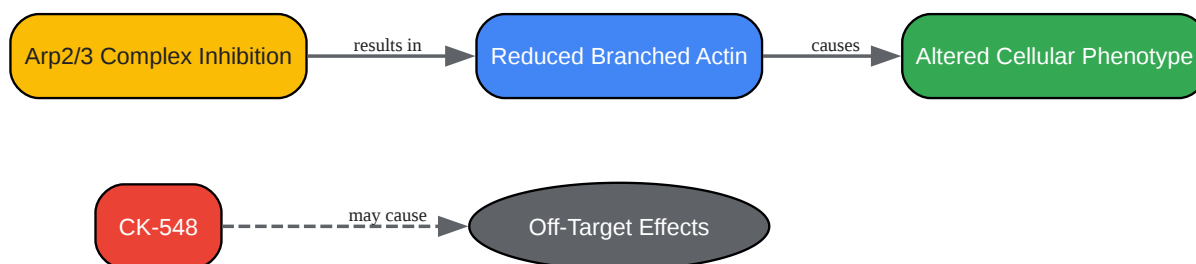 Arp2/3 Complex Inhibition
results in
Reduced Branched Actin
causes
Altered Cellular Phenotype
CK-548
may cause
Off-Target Effects